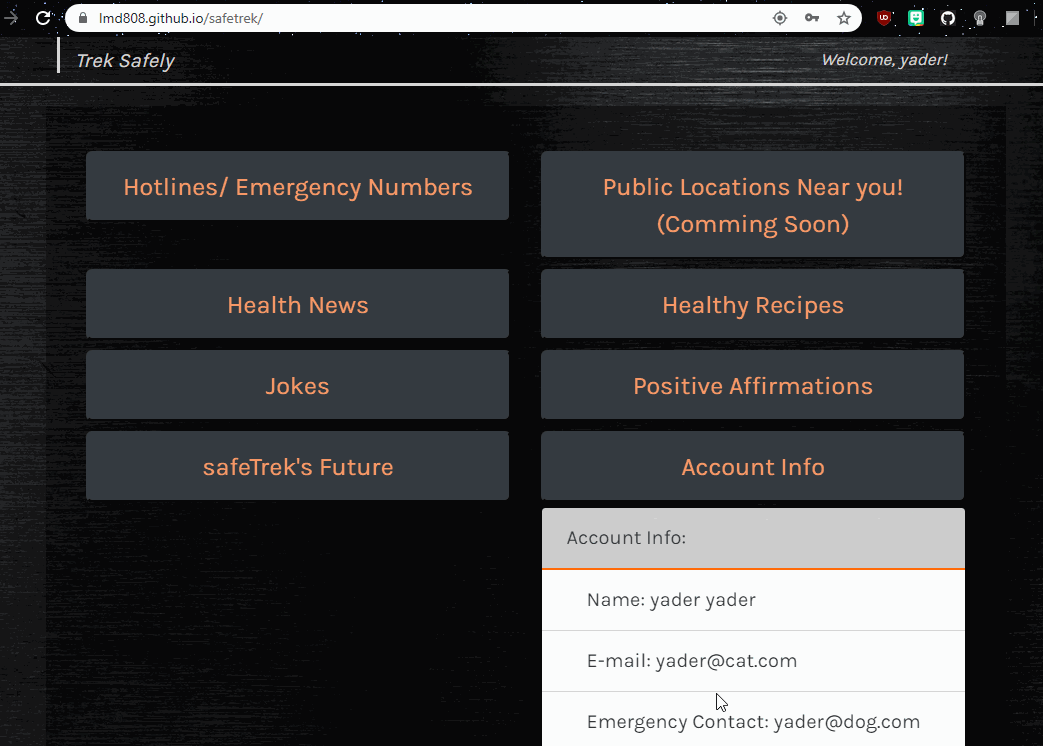 lmd808.github.io/safetrek/
Trek Safely
Welcome, yader!
Hotlines/ Emergency Numbers
Public Locations Near you!
(Comming Soon)
Health News
Healthy Recipes
Jokes
Positive Affirmations
safeTrek's Future
Account Info
Account Info:
Name: yader yader
E-mail: yader@cat.com
Emergency Contact: yader@dog.com